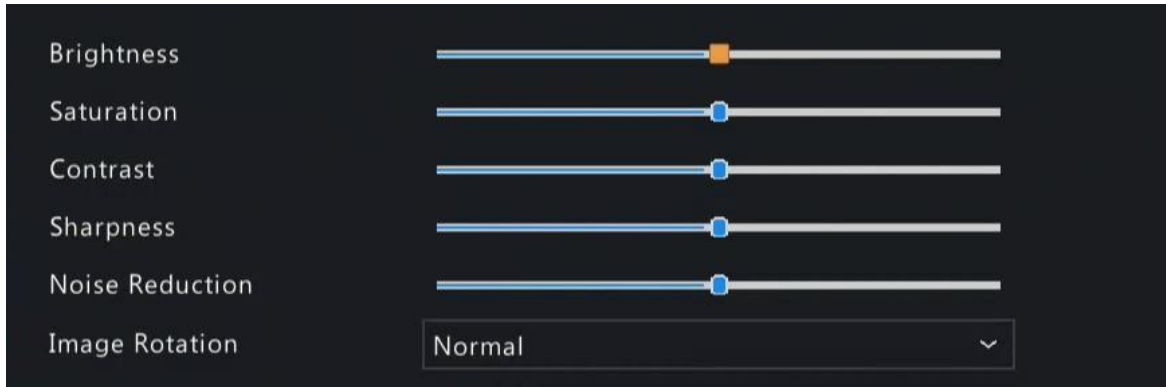 Brightness
Saturation
Contrast
Sharpness
Noise Reduction
Image Rotation Normal